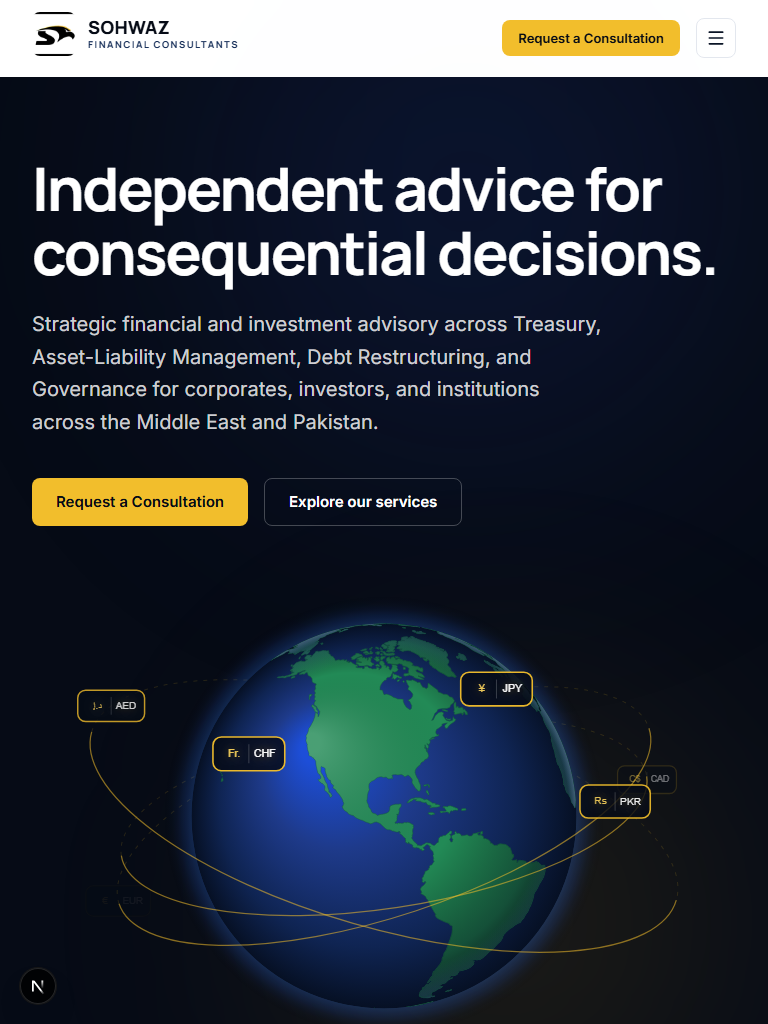 SOHWAZ
FINANCIAL CONSULTANTS
Request a Consultation
Independent advice for
consequential decisions.
Strategic financial and investment advisory across Treasury,
Asset-Liability Management, Debt Restructuring, and
Governance for corporates, investors, and institutions
across the Middle East and Pakistan.
Request a Consultation
Explore our services
¥ JPY
د.إ AED
Fr. CHF
C$ CAD
Rs PKR
€ EUR
N